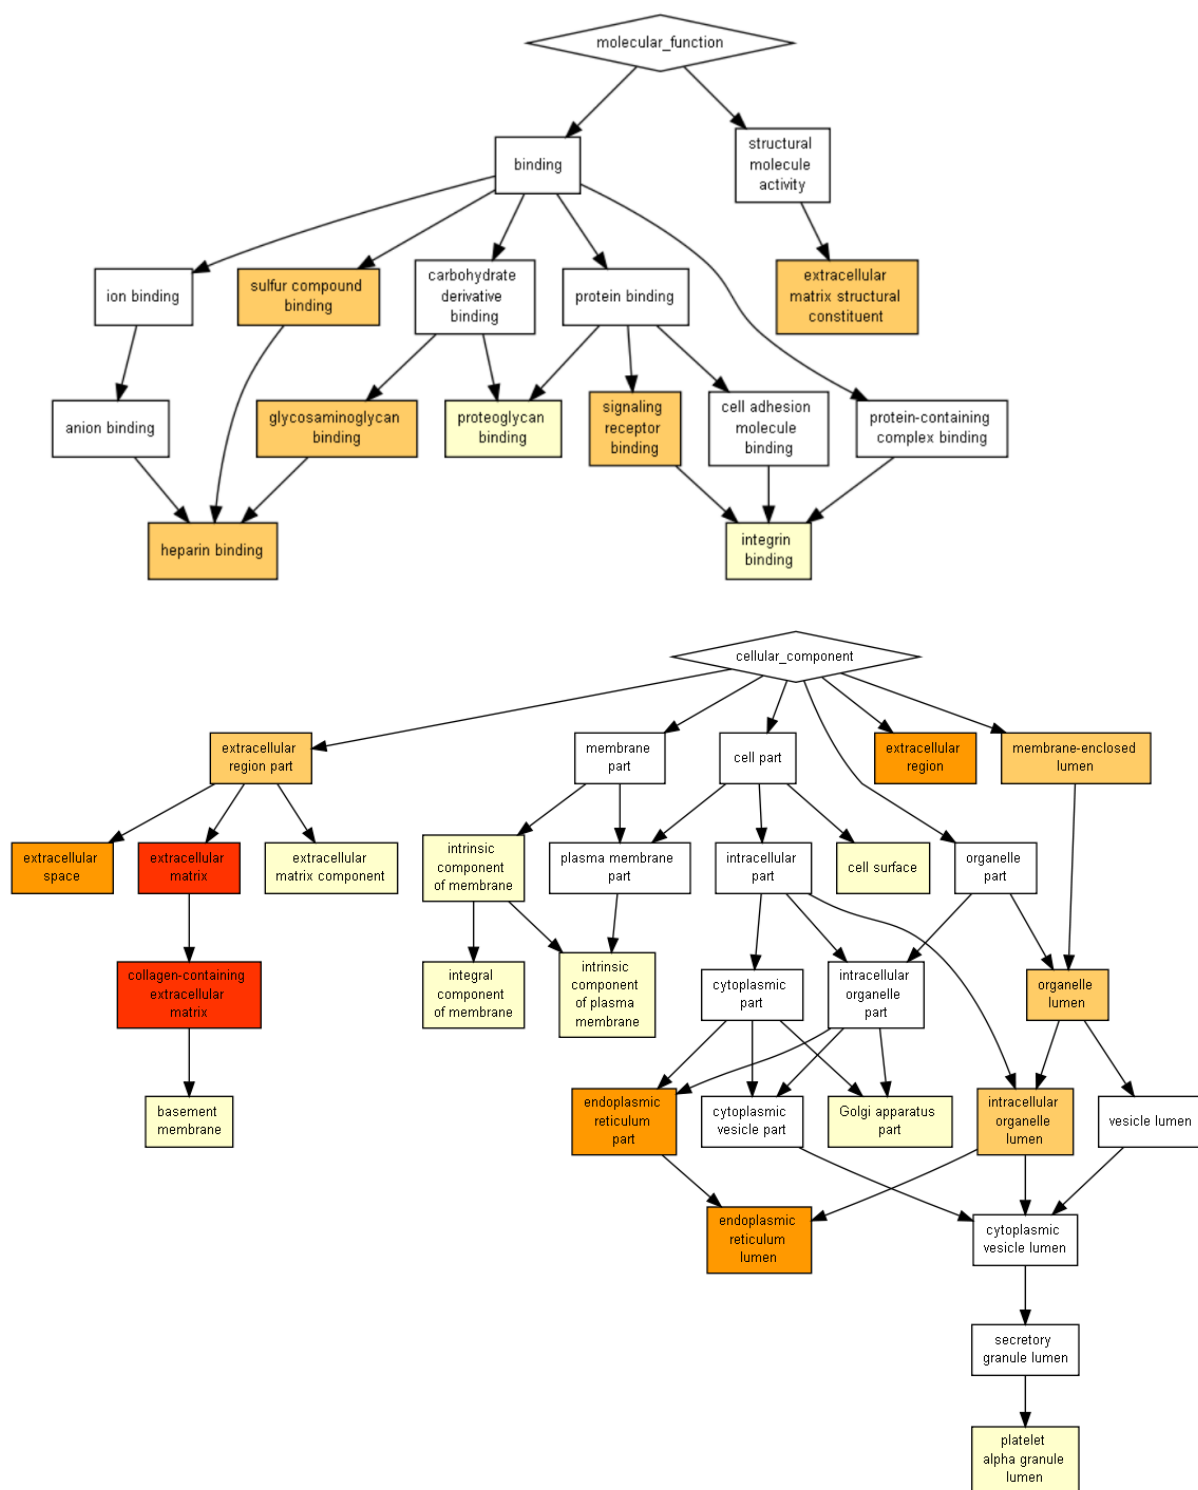 molecular_function
binding
structural
molecule
activity
ion binding
sulfur compound
binding
carbohydrate
derivative
binding
protein binding
extracellular
matrix structural
constituent
anion binding
glycosaminoglycan
binding
proteoglycan
binding
signaling
receptor
binding
cell adhesion
molecule
binding
protein-containing
complex binding
heparin binding
integrin
binding
cellular_component
extracellular
region part
membrane
part
cell part
extracellular
region
membrane-enclosed
lumen
extracellular
space
extracellular
matrix
extracellular
matrix component
intrinsic
component
of membrane
plasma membrane
part
intracellular
part
cell surface
organelle
part
collagen-containing
extracellular
matrix
integral
component
of membrane
intrinsic
component
of plasma
membrane
cytoplasmic
part
intracellular
organelle
part
organelle
lumen
basement
membrane
endoplasmic
reticulum
part
cytoplasmic
vesicle part
Golgi apparatus
part
intracellular
organelle
lumen
vesicle lumen
endoplasmic
reticulum
lumen
cytoplasmic
vesicle lumen
secretory
granule lumen
platelet
alpha granule
lumen